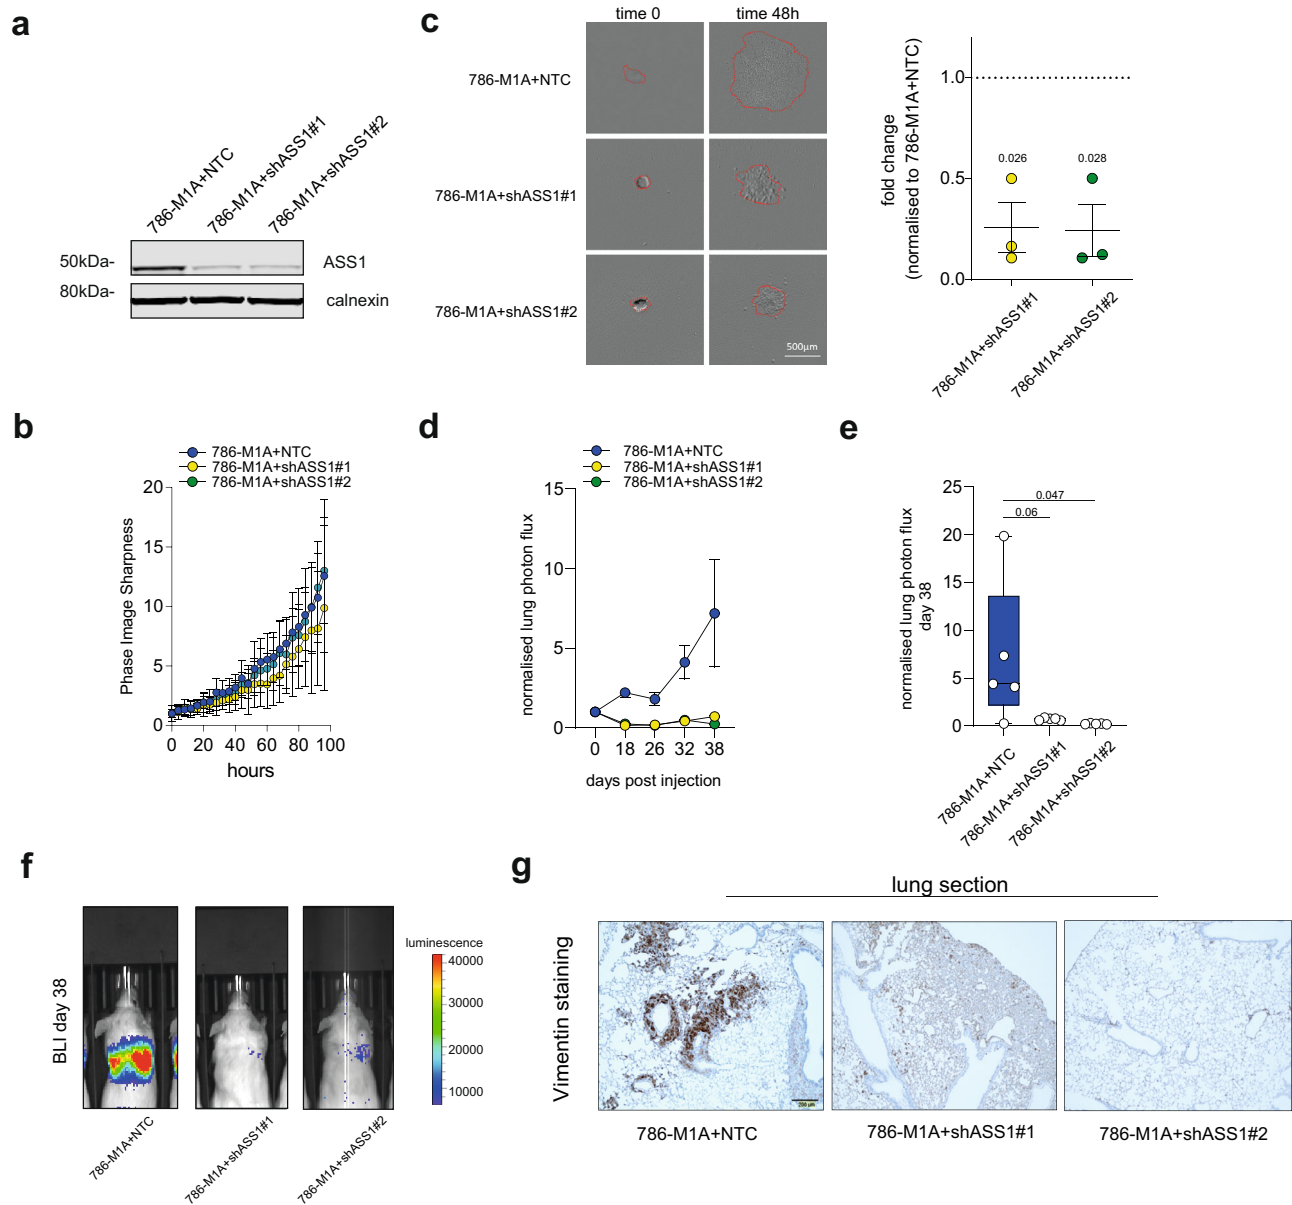 a
786-M1A+NTC
786-M1A+shASS1#1
786-M1A+shASS1#2
50kDa-
ASS1
80kDa-
calnexin
c
time 0
time 48h
786-M1A+NTC
786-M1A+shASS1#1
786-M1A+shASS1#2
500µm
fold change
(normalised to 786-M1A+NTC)
1.0
0.5
0.0
0.026
0.028
786-M1A+shASS1#1
786-M1A+shASS1#2
b
786-M1A+NTC
786-M1A+shASS1#1
786-M1A+shASS1#2
Phase Image Sharpness
20
15
10
5
0
0 20 40 60 80 100
hours
d
786-M1A+NTC
786-M1A+shASS1#1
786-M1A+shASS1#2
normalised lung photon flux
15
10
5
0
0 18 26 32 38
days post injection
e
normalised lung photon flux
day 38
25
20
15
10
5
0
0.047
0.06
786-M1A+NTC
786-M1A+shASS1#1
786-M1A+shASS1#2
f
BLI day 38
luminescence
40000
30000
20000
10000
786-M1A+NTC
786-M1A+shASS1#1
786-M1A+shASS1#2
g
lung section
Vimentin staining
200 µm
786-M1A+NTC
786-M1A+shASS1#1
786-M1A+shASS1#2